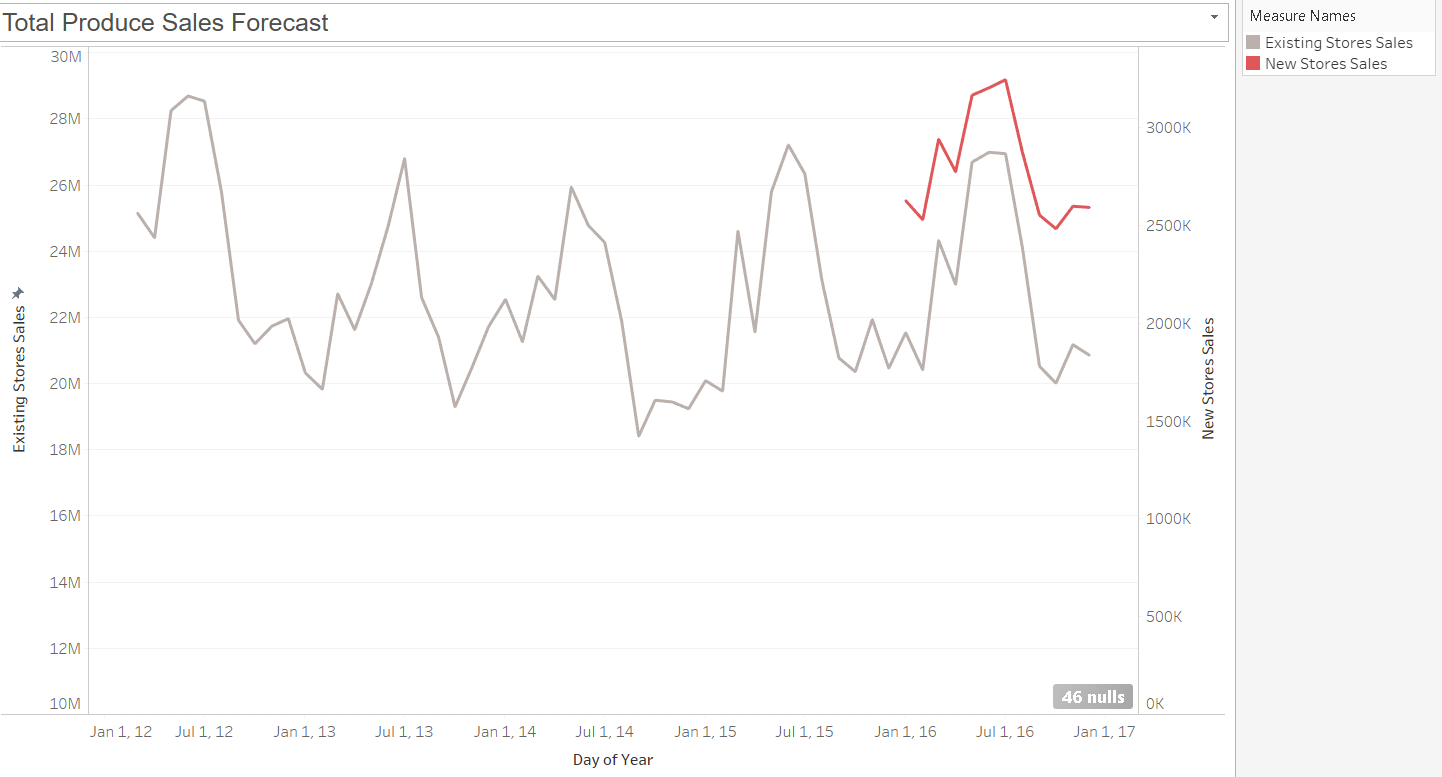 Total Produce Sales Forecast
Measure Names
Existing Stores Sales
New Stores Sales
30M
28M
26M
24M
22M
20M
18M
16M
14M
12M
10M
Existing Stores Sales
3000K
2500K
2000K
1500K
1000K
500K
0K
New Stores Sales
46 nulls
Jan 1, 12 Jul 1, 12 Jan 1, 13 Jul 1, 13 Jan 1, 14 Jul 1, 14 Jan 1, 15 Jul 1, 15 Jan 1, 16 Jul 1, 16 Jan 1, 17
Day of Year